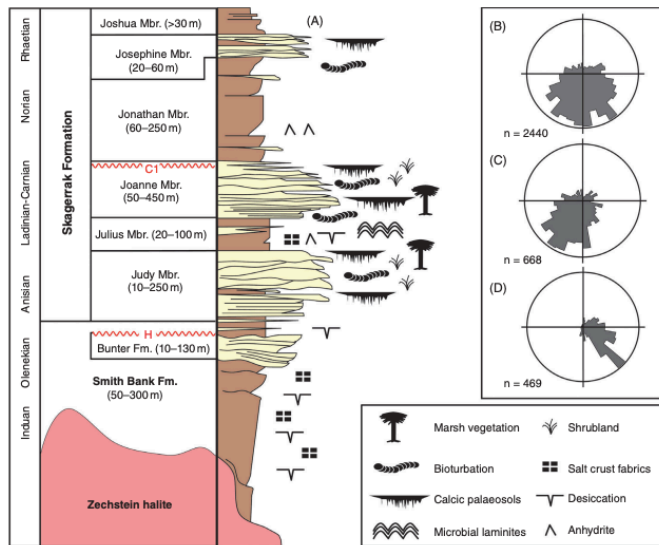 (A)
Rhaetian
Norian
Ladinian–Carnian
Anisian
Olenekian
Induan
Skagerrak Formation
Joshua Mbr. (>30 m)
Josephine Mbr.
(20–60 m)
Jonathan Mbr.
(60–250 m)
C1
Joanne Mbr.
(50–450 m)
Julius Mbr. (20–100 m)
Judy Mbr.
(10–250 m)
H
Bunter Fm. (10–130 m)
Smith Bank Fm.
(50–300 m)
Zechstein halite
(B)
n = 2440
(C)
n = 668
(D)
n = 469
Marsh vegetation
Shrubland
Bioturbation
Salt crust fabrics
Calcic palaeosols
Desiccation
Microbial laminites
Anhydrite